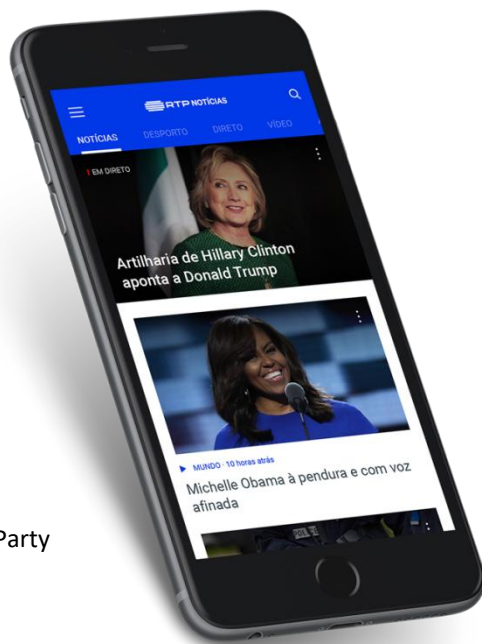 RTP NOTÍCIAS
NOTÍCIAS DESPORTO DIRETO VÍDEO
EM DIRETO
Artilharia de Hillary Clinton
aponta a Donald Trump
MUNDO · 10 horas atrás
Michelle Obama à pendura e com voz
afinada
POLICE
Party